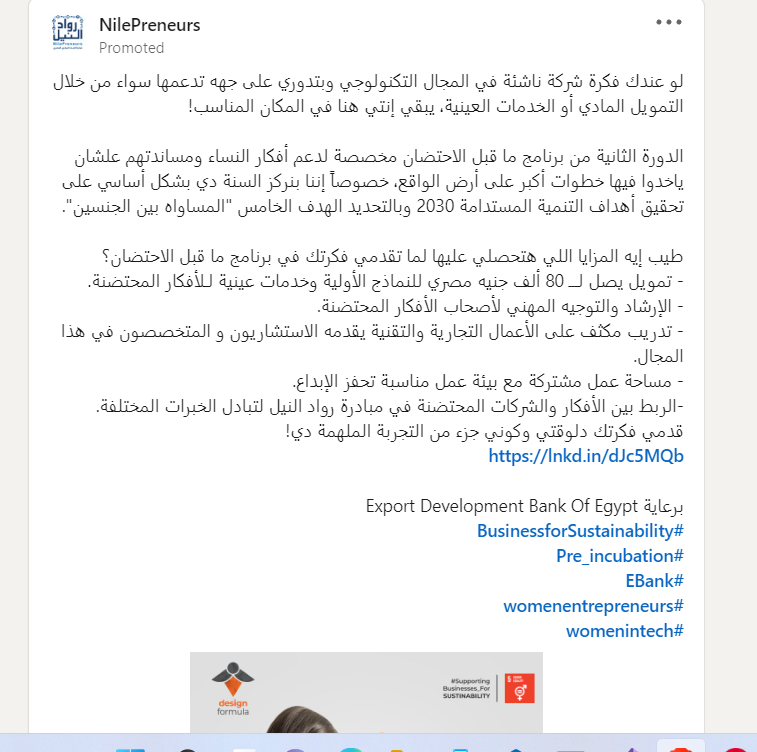 رواد
النيل
NilePreneurs
NilePreneurs
Promoted
لو عندك فكرة شركة ناشئة في المجال التكنولوجي وبتدوري على جهه تدعمها سواء من خلال
التمويل المادي أو الخدمات العينية، يبقي إنتي هنا في المكان المناسب!
الدورة الثانية من برنامج ما قبل الاحتضان مخصصة لدعم أفكار النساء ومساندتهم علشان
ياخدوا فيها خطوات أكبر على أرض الواقع، خصوصاً إننا بنركز السنة دي بشكل أساسي على
تحقيق أهداف التنمية المستدامة 2030 وبالتحديد الهدف الخامس "المساواه بين الجنسين".
طيب إيه المزايا اللي هتحصلي عليها لما تقدمي فكرتك في برنامج ما قبل الاحتضان؟
- تمويل يصل لـــ 80 ألف جنيه مصري للنماذج الأولية وخدمات عينية لـلأفكار المحتضنة.
- الإرشاد والتوجيه المهني لأصحاب الأفكار المحتضنة.
- تدريب مكثف على الأعمال التجارية والتقنية يقدمه الاستشاريون و المتخصصون في هذا
المجال.
- مساحة عمل مشتركة مع بيئة عمل مناسبة تحفز الإبداع.
-الربط بين الأفكار والشركات المحتضنة في مبادرة رواد النيل لتبادل الخبرات المختلفة.
قدمي فكرتك دلوقتي وكوني جزء من التجربة الملهمة دي!
https://lnkd.in/dJc5MQb
برعاية Export Development Bank Of Egypt
#BusinessforSustainability
#Pre_incubation
#EBank
#womenentrepreneurs
#womenintech
design
formula
#Supporting
Businesses_For
SUSTINABILITY
5